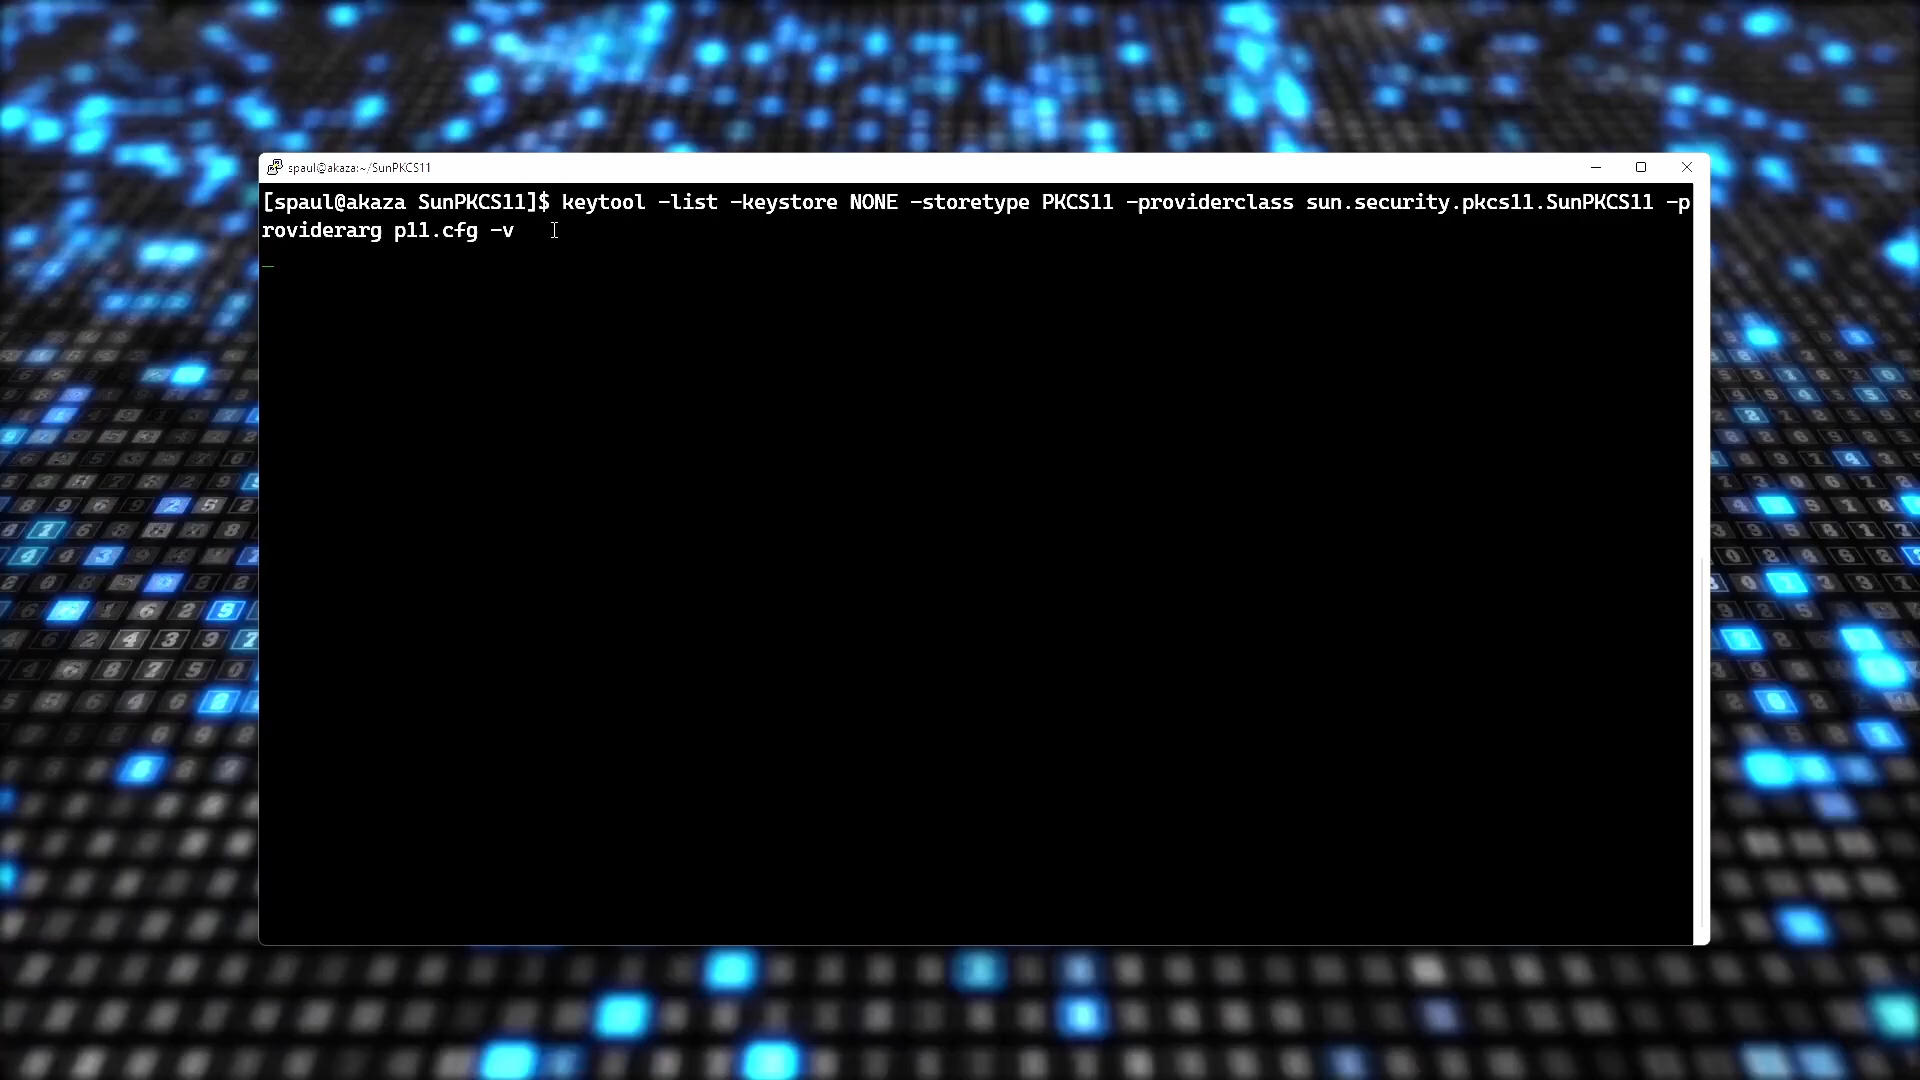 spaul@akaza:~/SunPKCS11
[spaul@akaza SunPKCS11]$ keytool -list -keystore NONE -storetype PKCS11 -providerclass sun.security.pkcs11.SunPKCS11 -p
roviderarg p11.cfg -v